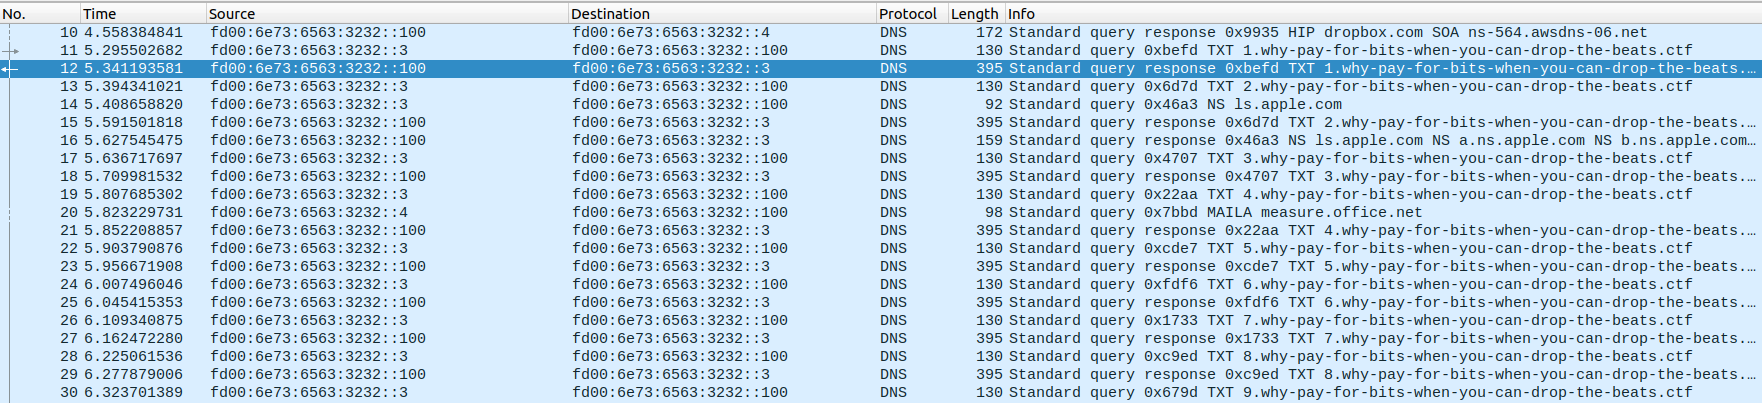 No. Time Source Destination Protocol Length Info
10 4.558384841 fd00:6e73:6563:3232::100 fd00:6e73:6563:3232::4 DNS 172 Standard query response 0x9935 HIP dropbox.com SOA ns-564.awsdns-06.net
11 5.295502682 fd00:6e73:6563:3232::3 fd00:6e73:6563:3232::100 DNS 130 Standard query 0xbefd TXT 1.why-pay-for-bits-when-you-can-drop-the-beats.ctf
12 5.341193581 fd00:6e73:6563:3232::100 fd00:6e73:6563:3232::3 DNS 395 Standard query response 0xbefd TXT 1.why-pay-for-bits-when-you-can-drop-the-beats.…
13 5.394341021 fd00:6e73:6563:3232::3 fd00:6e73:6563:3232::100 DNS 130 Standard query 0x6d7d TXT 2.why-pay-for-bits-when-you-can-drop-the-beats.ctf
14 5.408658820 fd00:6e73:6563:3232::3 fd00:6e73:6563:3232::100 DNS 92 Standard query 0x46a3 NS ls.apple.com
15 5.591501818 fd00:6e73:6563:3232::100 fd00:6e73:6563:3232::3 DNS 395 Standard query response 0x6d7d TXT 2.why-pay-for-bits-when-you-can-drop-the-beats.…
16 5.627545475 fd00:6e73:6563:3232::100 fd00:6e73:6563:3232::3 DNS 159 Standard query response 0x46a3 NS ls.apple.com NS a.ns.apple.com NS b.ns.apple.com…
17 5.636717697 fd00:6e73:6563:3232::3 fd00:6e73:6563:3232::100 DNS 130 Standard query 0x4707 TXT 3.why-pay-for-bits-when-you-can-drop-the-beats.ctf
18 5.709981532 fd00:6e73:6563:3232::100 fd00:6e73:6563:3232::3 DNS 395 Standard query response 0x4707 TXT 3.why-pay-for-bits-when-you-can-drop-the-beats.…
19 5.807685302 fd00:6e73:6563:3232::3 fd00:6e73:6563:3232::100 DNS 130 Standard query 0x22aa TXT 4.why-pay-for-bits-when-you-can-drop-the-beats.ctf
20 5.823229731 fd00:6e73:6563:3232::4 fd00:6e73:6563:3232::100 DNS 98 Standard query 0x7bbd MAILA measure.office.net
21 5.852208857 fd00:6e73:6563:3232::100 fd00:6e73:6563:3232::3 DNS 395 Standard query response 0x22aa TXT 4.why-pay-for-bits-when-you-can-drop-the-beats.…
22 5.903790876 fd00:6e73:6563:3232::3 fd00:6e73:6563:3232::100 DNS 130 Standard query 0xcde7 TXT 5.why-pay-for-bits-when-you-can-drop-the-beats.ctf
23 5.956671908 fd00:6e73:6563:3232::100 fd00:6e73:6563:3232::3 DNS 395 Standard query response 0xcde7 TXT 5.why-pay-for-bits-when-you-can-drop-the-beats.…
24 6.007496046 fd00:6e73:6563:3232::3 fd00:6e73:6563:3232::100 DNS 130 Standard query 0xfdf6 TXT 6.why-pay-for-bits-when-you-can-drop-the-beats.ctf
25 6.045415353 fd00:6e73:6563:3232::100 fd00:6e73:6563:3232::3 DNS 395 Standard query response 0xfdf6 TXT 6.why-pay-for-bits-when-you-can-drop-the-beats.…
26 6.109340875 fd00:6e73:6563:3232::3 fd00:6e73:6563:3232::100 DNS 130 Standard query 0x1733 TXT 7.why-pay-for-bits-when-you-can-drop-the-beats.ctf
27 6.162472280 fd00:6e73:6563:3232::100 fd00:6e73:6563:3232::3 DNS 395 Standard query response 0x1733 TXT 7.why-pay-for-bits-when-you-can-drop-the-beats.…
28 6.225061536 fd00:6e73:6563:3232::3 fd00:6e73:6563:3232::100 DNS 130 Standard query 0xc9ed TXT 8.why-pay-for-bits-when-you-can-drop-the-beats.ctf
29 6.277879006 fd00:6e73:6563:3232::100 fd00:6e73:6563:3232::3 DNS 395 Standard query response 0xc9ed TXT 8.why-pay-for-bits-when-you-can-drop-the-beats.…
30 6.323701389 fd00:6e73:6563:3232::3 fd00:6e73:6563:3232::100 DNS 130 Standard query 0x679d TXT 9.why-pay-for-bits-when-you-can-drop-the-beats.ctf